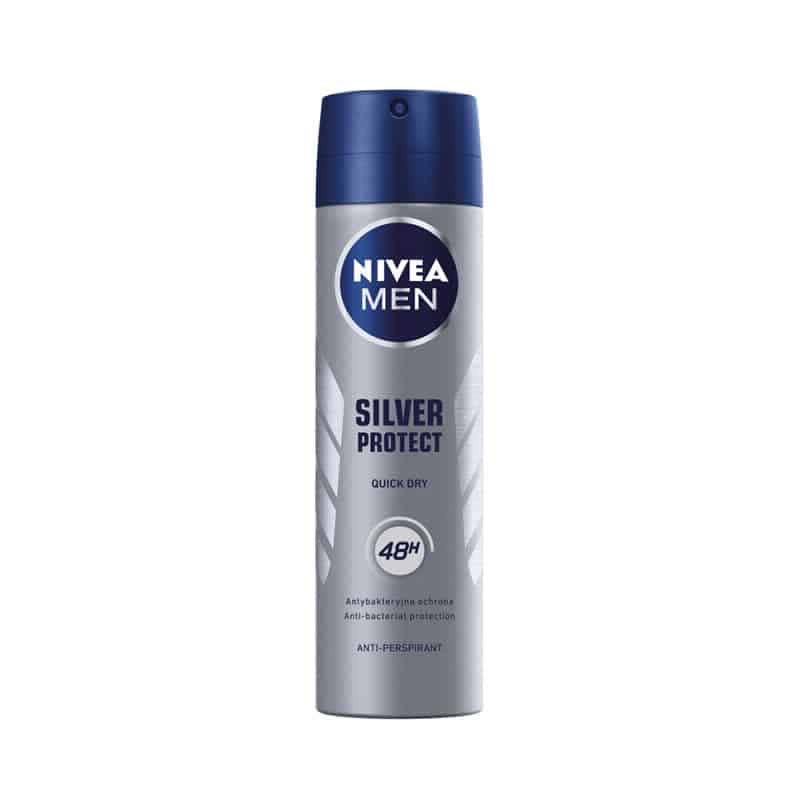 NIVEA
MEN
SILVER
PROTECT
QUICK DRY
48H
Antybakteryjna ochrona
Anti-bacterial protection
ANTI-PERSPIRANT